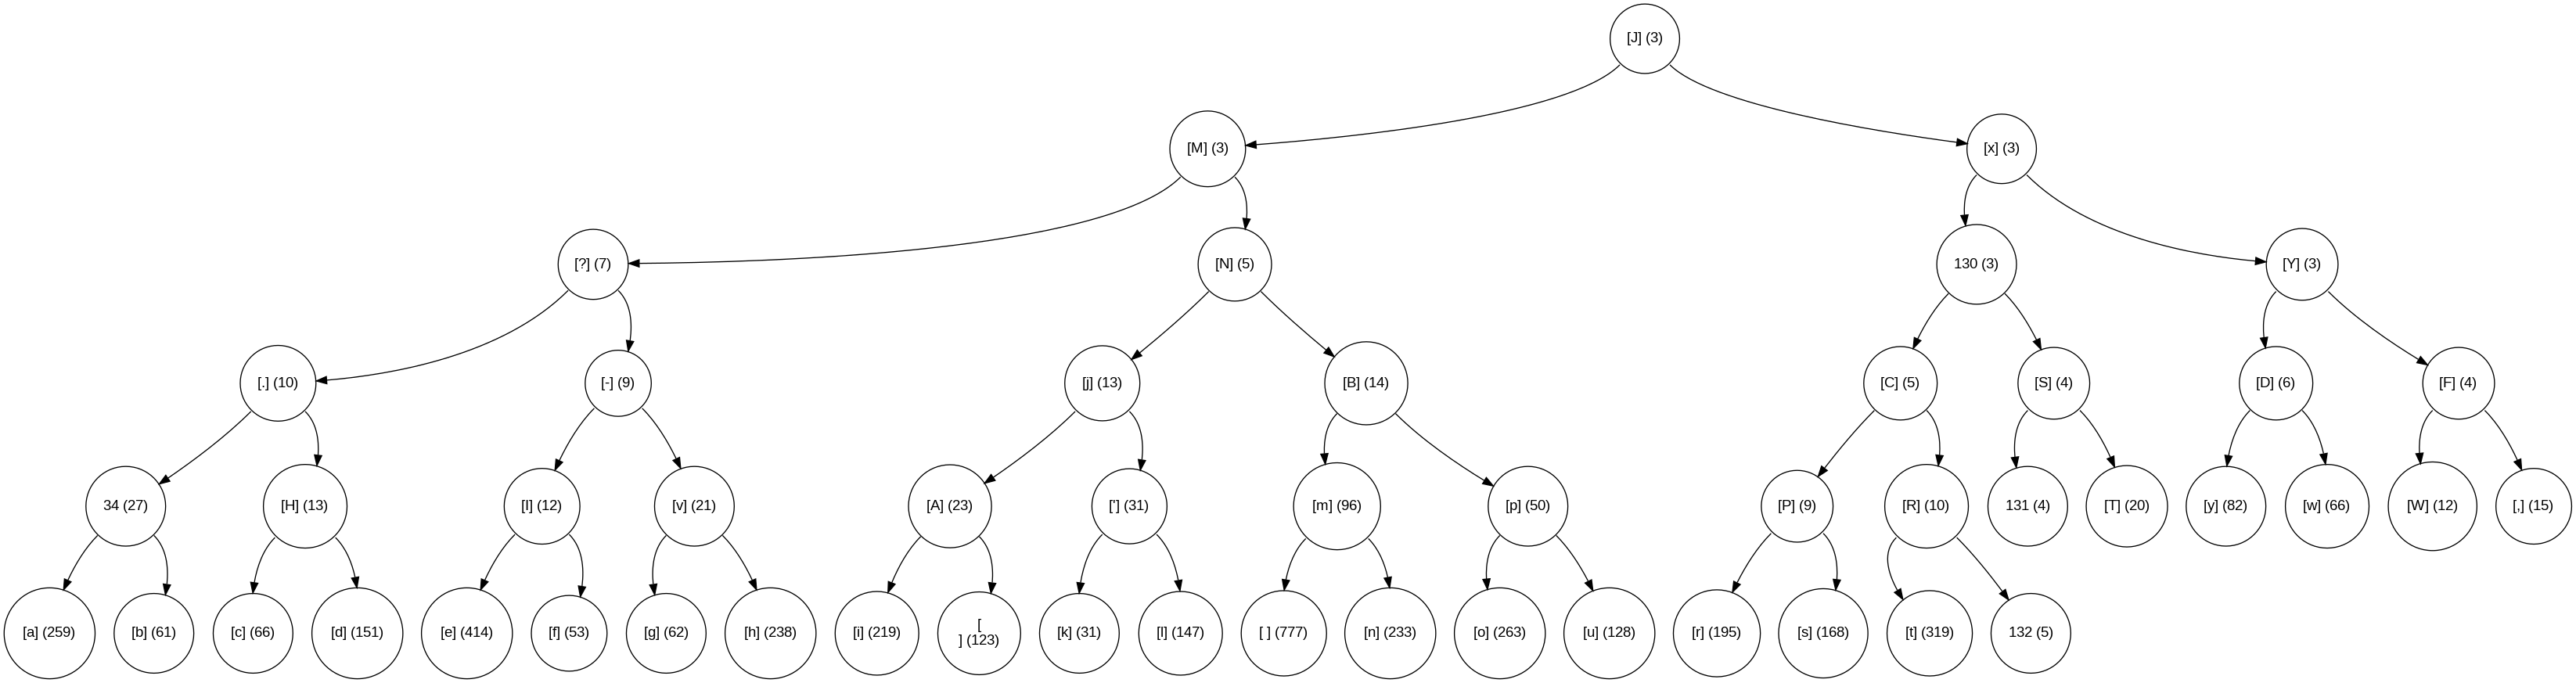 [J] (3)
[M] (3)
[x] (3)
[?] (7)
[N] (5)
130 (3)
[Y] (3)
[.] (10)
[-] (9)
[j] (13)
[B] (14)
[C] (5)
[S] (4)
[D] (6)
[F] (4)
34 (27)
[H] (13)
[I] (12)
[v] (21)
[A] (23)
['] (31)
[m] (96)
[p] (50)
[P] (9)
[R] (10)
131 (4)
[T] (20)
[y] (82)
[w] (66)
[W] (12)
[,] (15)
[a] (259)
[b] (61)
[c] (66)
[d] (151)
[e] (414)
[f] (53)
[g] (62)
[h] (238)
[i] (219)
[
] (123)
[k] (31)
[l] (147)
[ ] (777)
[n] (233)
[o] (263)
[u] (128)
[r] (195)
[s] (168)
[t] (319)
132 (5)